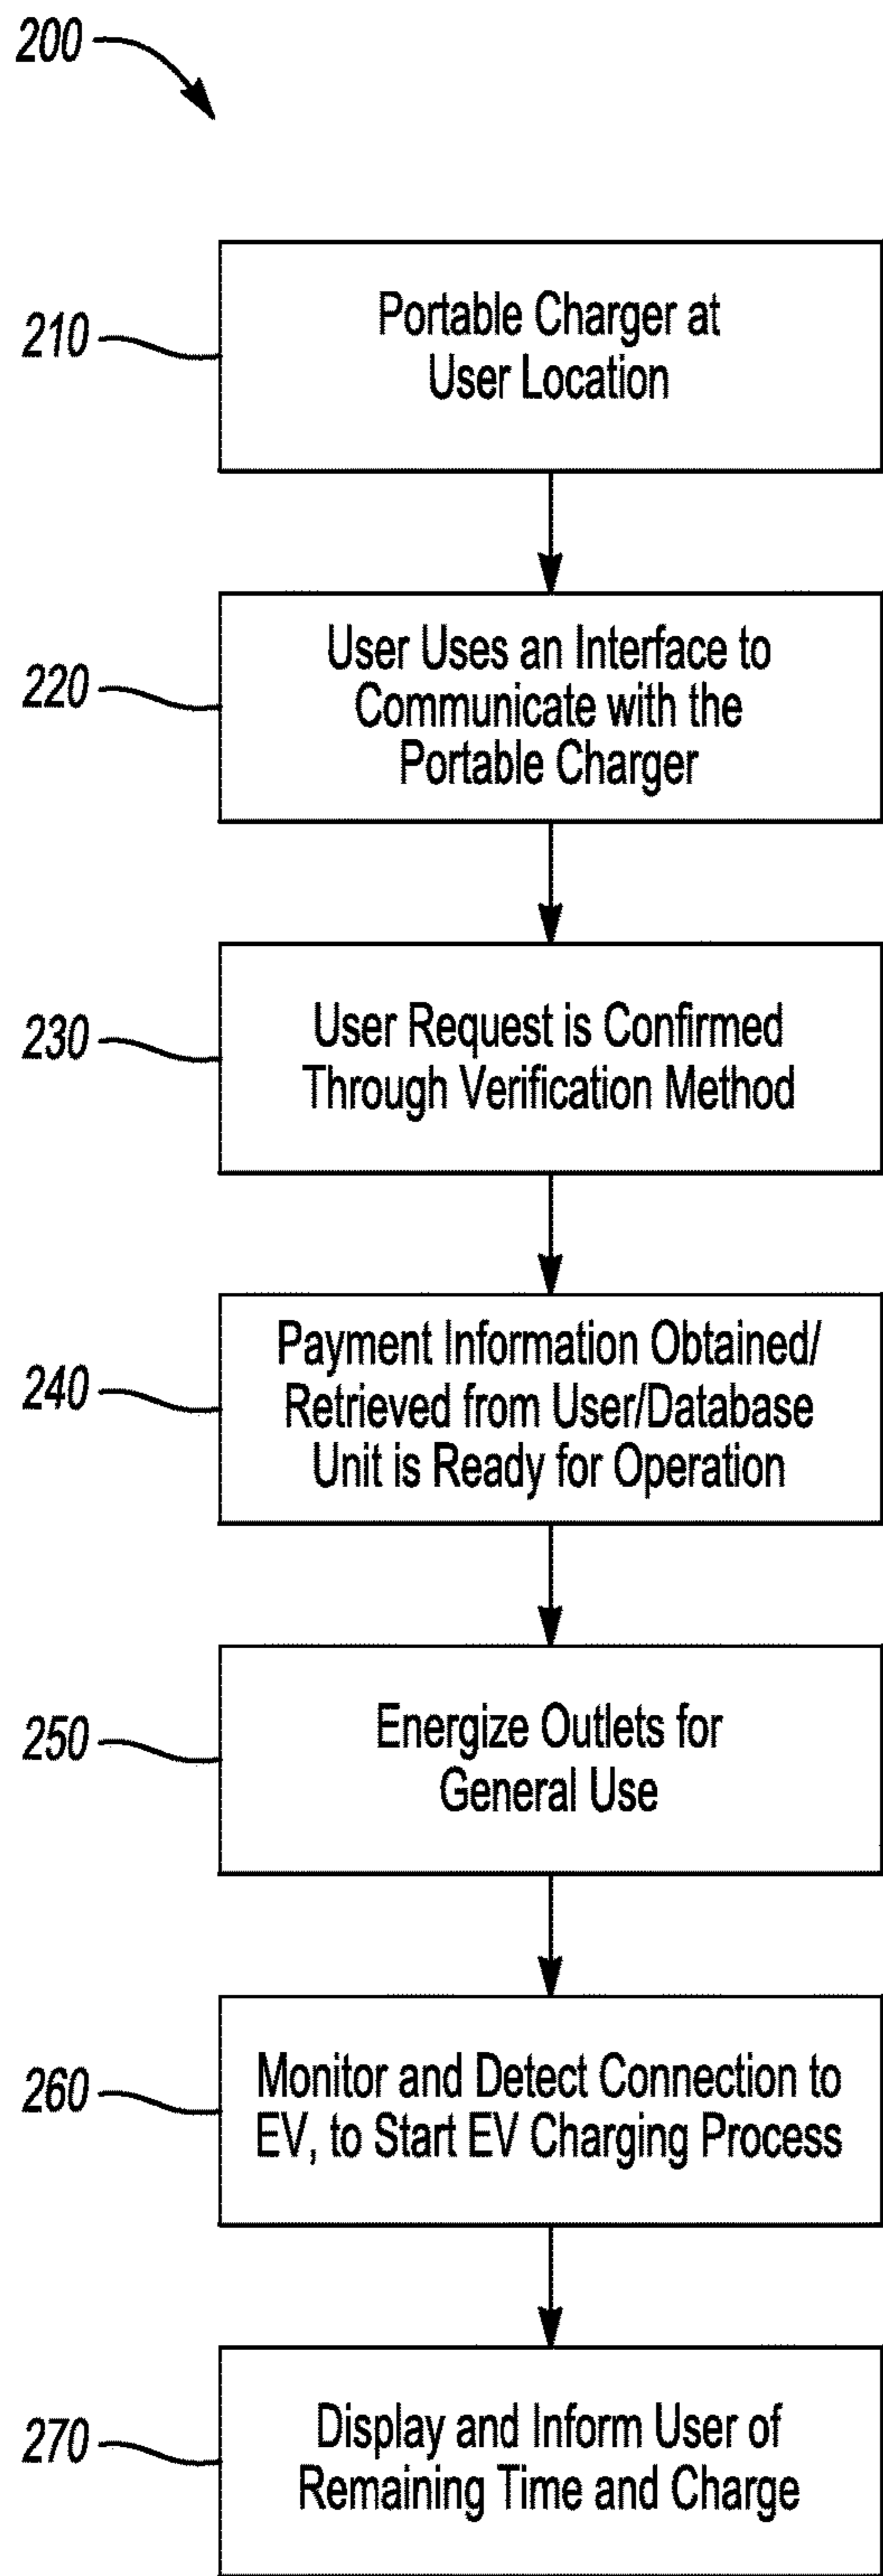 200
210
Portable Charger at
User Location
220
User Uses an Interface to
Communicate with the
Portable Charger
230
User Request is Confirmed
Through Verification Method
240
Payment Information Obtained/
Retrieved from User/Database
Unit is Ready for Operation
250
Energize Outlets for
General Use
260
Monitor and Detect Connection to
EV, to Start EV Charging Process
270
Display and Inform User of
Remaining Time and Charge